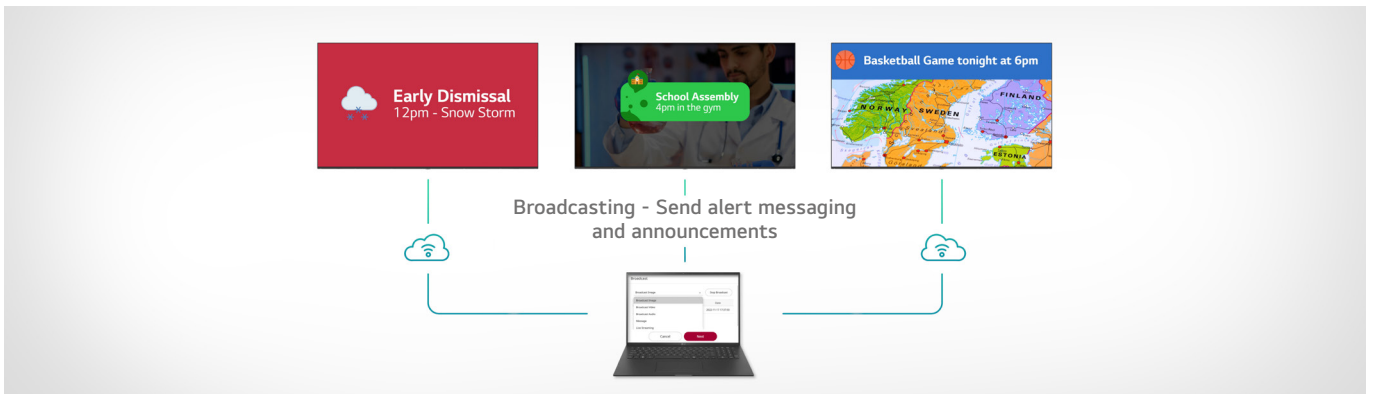 Early Dismissal
12pm - Snow Storm
School Assembly
4pm in the gym
Basketball Game tonight at 6pm
NORWAY
SWEDEN
FINLAND
ESTONIA
Broadcasting - Send alert messaging
and announcements
Broadcast
Cancel
Send